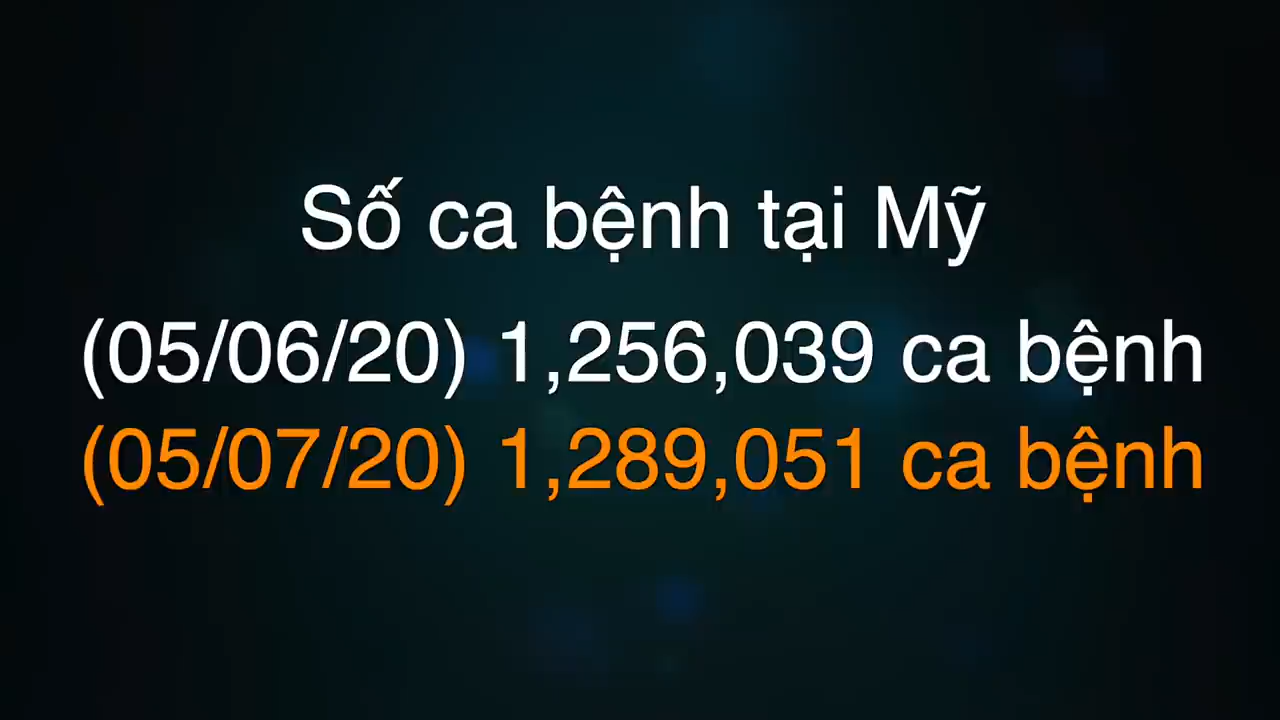 Số ca bệnh tại Mỹ
(05/06/20) 1,256,039 ca bệnh
(05/07/20) 1,289,051 ca bệnh